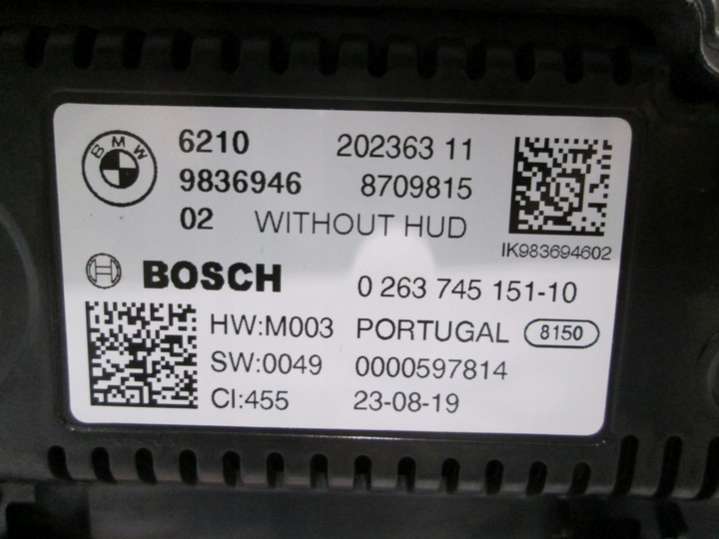 BMW
6210 202363 11
9836946 8709815
02 WITHOUT HUD
IK983694602
BOSCH 0 263 745 151-10
HW:M003 PORTUGAL 8150
SW:0049 0000597814
CI:455 23-08-19